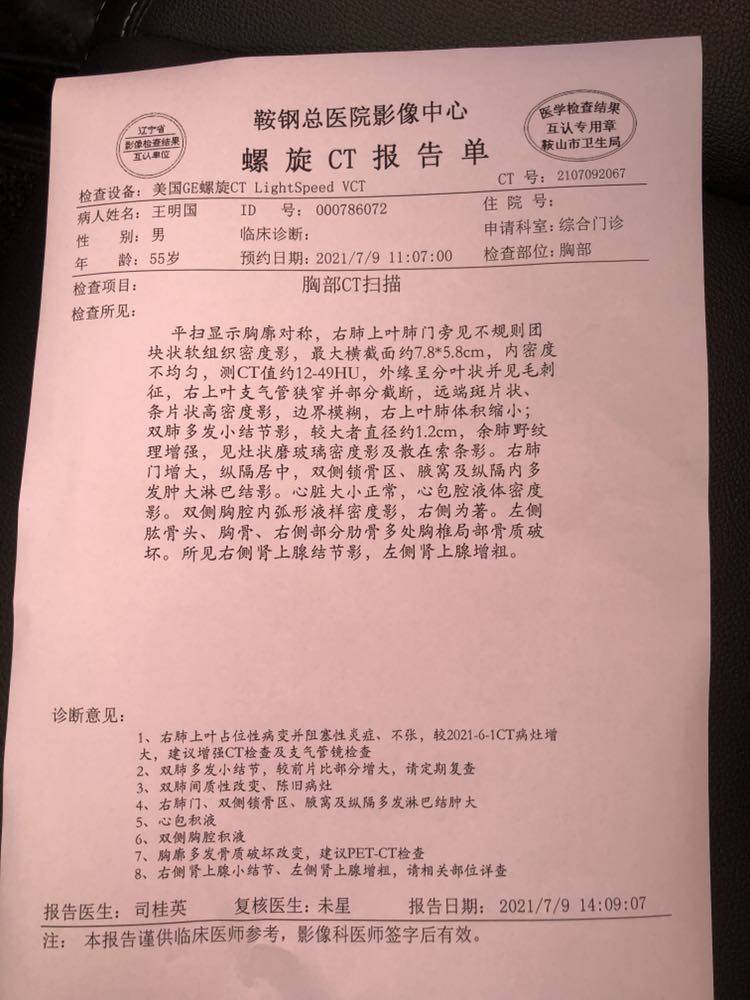 鞍钢总医院影像中心
辽宁省
影像检查结果
互认单位
医学检查结果
互认专用章
鞍山市卫生局
螺旋CT报告单
检查设备：美国GE螺旋CT LightSpeed VCT CT 号：2107092067
病人姓名：王明国 ID 号：000786072 住 院 号：
性 别：男 临床诊断： 申请科室：综合门诊
年 龄：55岁 预约日期：2021/7/9 11:07:00 检查部位：胸部
检查项目： 胸部CT扫描
检查所见：
平扫显示胸廓对称，右肺上叶肺门旁见不规则团
块状软组织密度影，最大横截面约7.8*5.8cm，内密度
不均匀，测CT值约12-49HU，外缘呈分叶状并见毛刺
征，右上叶支气管狭窄并部分截断，远端斑片状、
条片状高密度影，边界模糊，右上叶肺体积缩小；
双肺多发小结节影，较大者直径约1.2cm，余肺野纹
理增强，见灶状磨玻璃密度影及散在索条影。右肺
门增大，纵隔居中，双侧锁骨区、腋窝及纵隔内多
发肿大淋巴结影。心脏大小正常，心包腔液体密度
影。双侧胸腔内弧形液样密度影，右侧为著。左侧
肱骨头、胸骨、右侧部分肋骨多处胸椎局部骨质破
坏。所见右侧肾上腺结节影，左侧肾上腺增粗。
诊断意见：
1、右肺上叶占位性病变并阻塞性炎症、不张，较2021-6-1CT病灶增
大，建议增强CT检查及支气管镜检查
2、双肺多发小结节，较前片比部分增大，请定期复查
3、双肺间质性改变、陈旧病灶
4、右肺门、双侧锁骨区、腋窝及纵隔多发淋巴结肿大
5、心包积液
6、双侧胸腔积液
7、胸廓多发骨质破坏改变，建议PET-CT检查
8、右侧肾上腺小结节、左侧肾上腺增粗，请相关部位详查
报告医生：司桂英 复核医生：未星 报告日期：2021/7/9 14:09:07
注： 本报告谨供临床医师参考，影像科医师签字后有效。